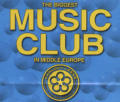 THE BIGGEST
MUSIC
CLUB
IN MIDDLE EUROPE